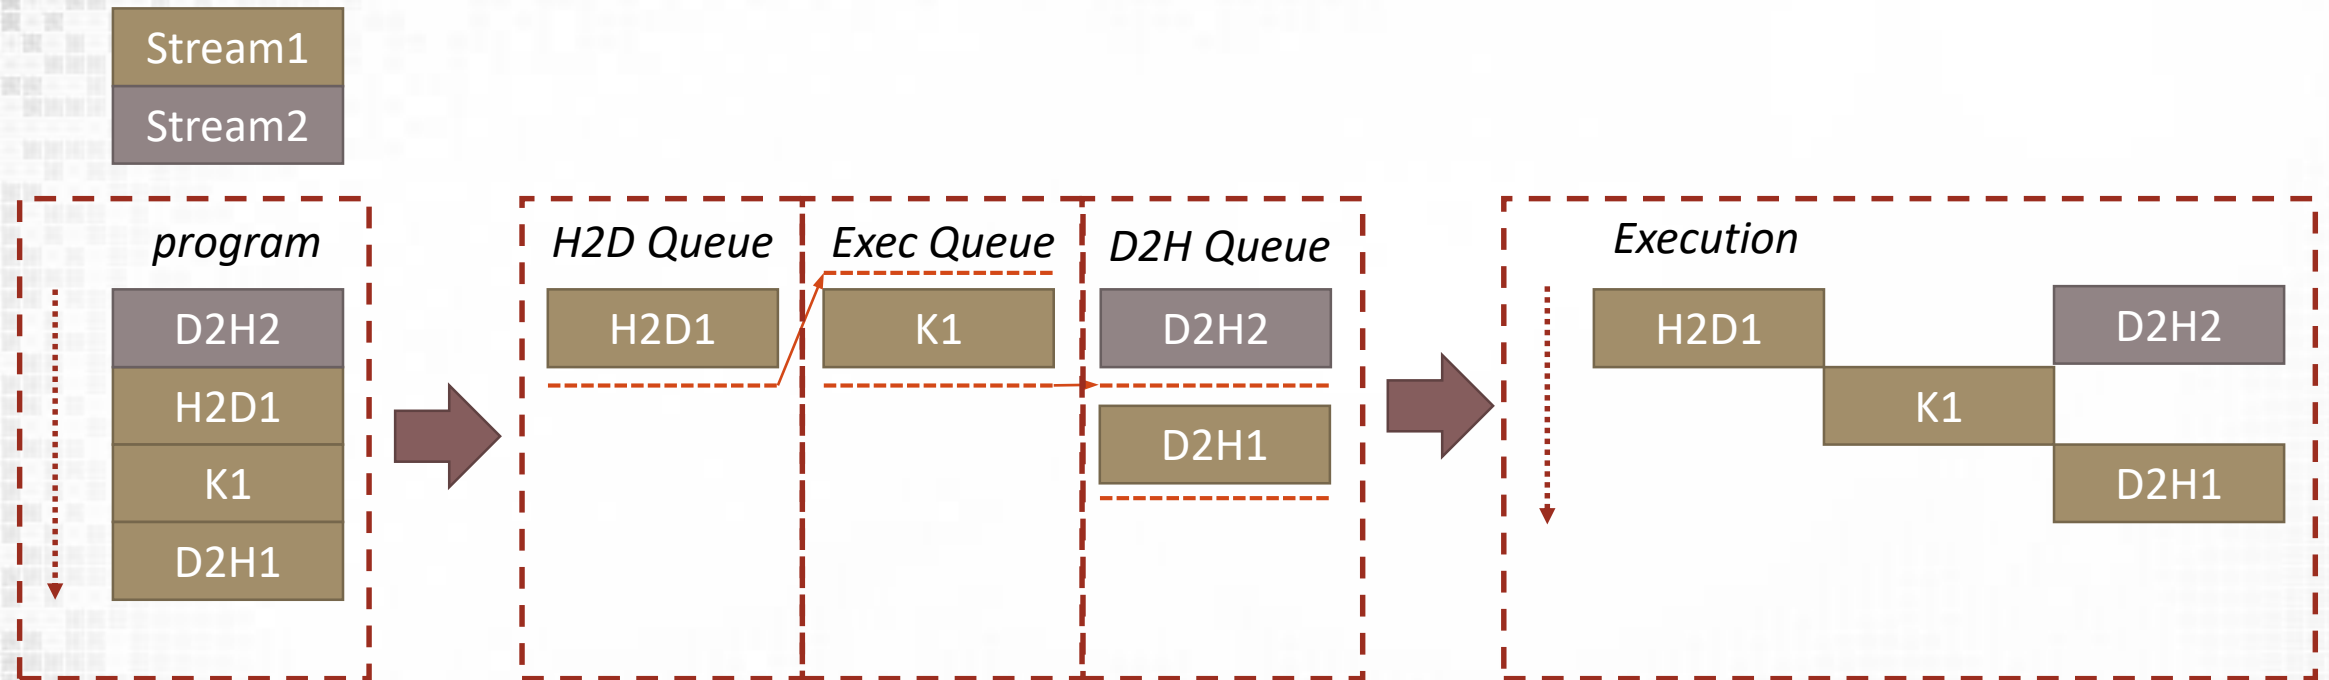 Stream1
Stream2
program
D2H2
H2D1
K1
D2H1
H2D Queue
H2D1
Exec Queue
K1
D2H Queue
D2H2
D2H1
Execution
H2D1
K1
D2H2
D2H1